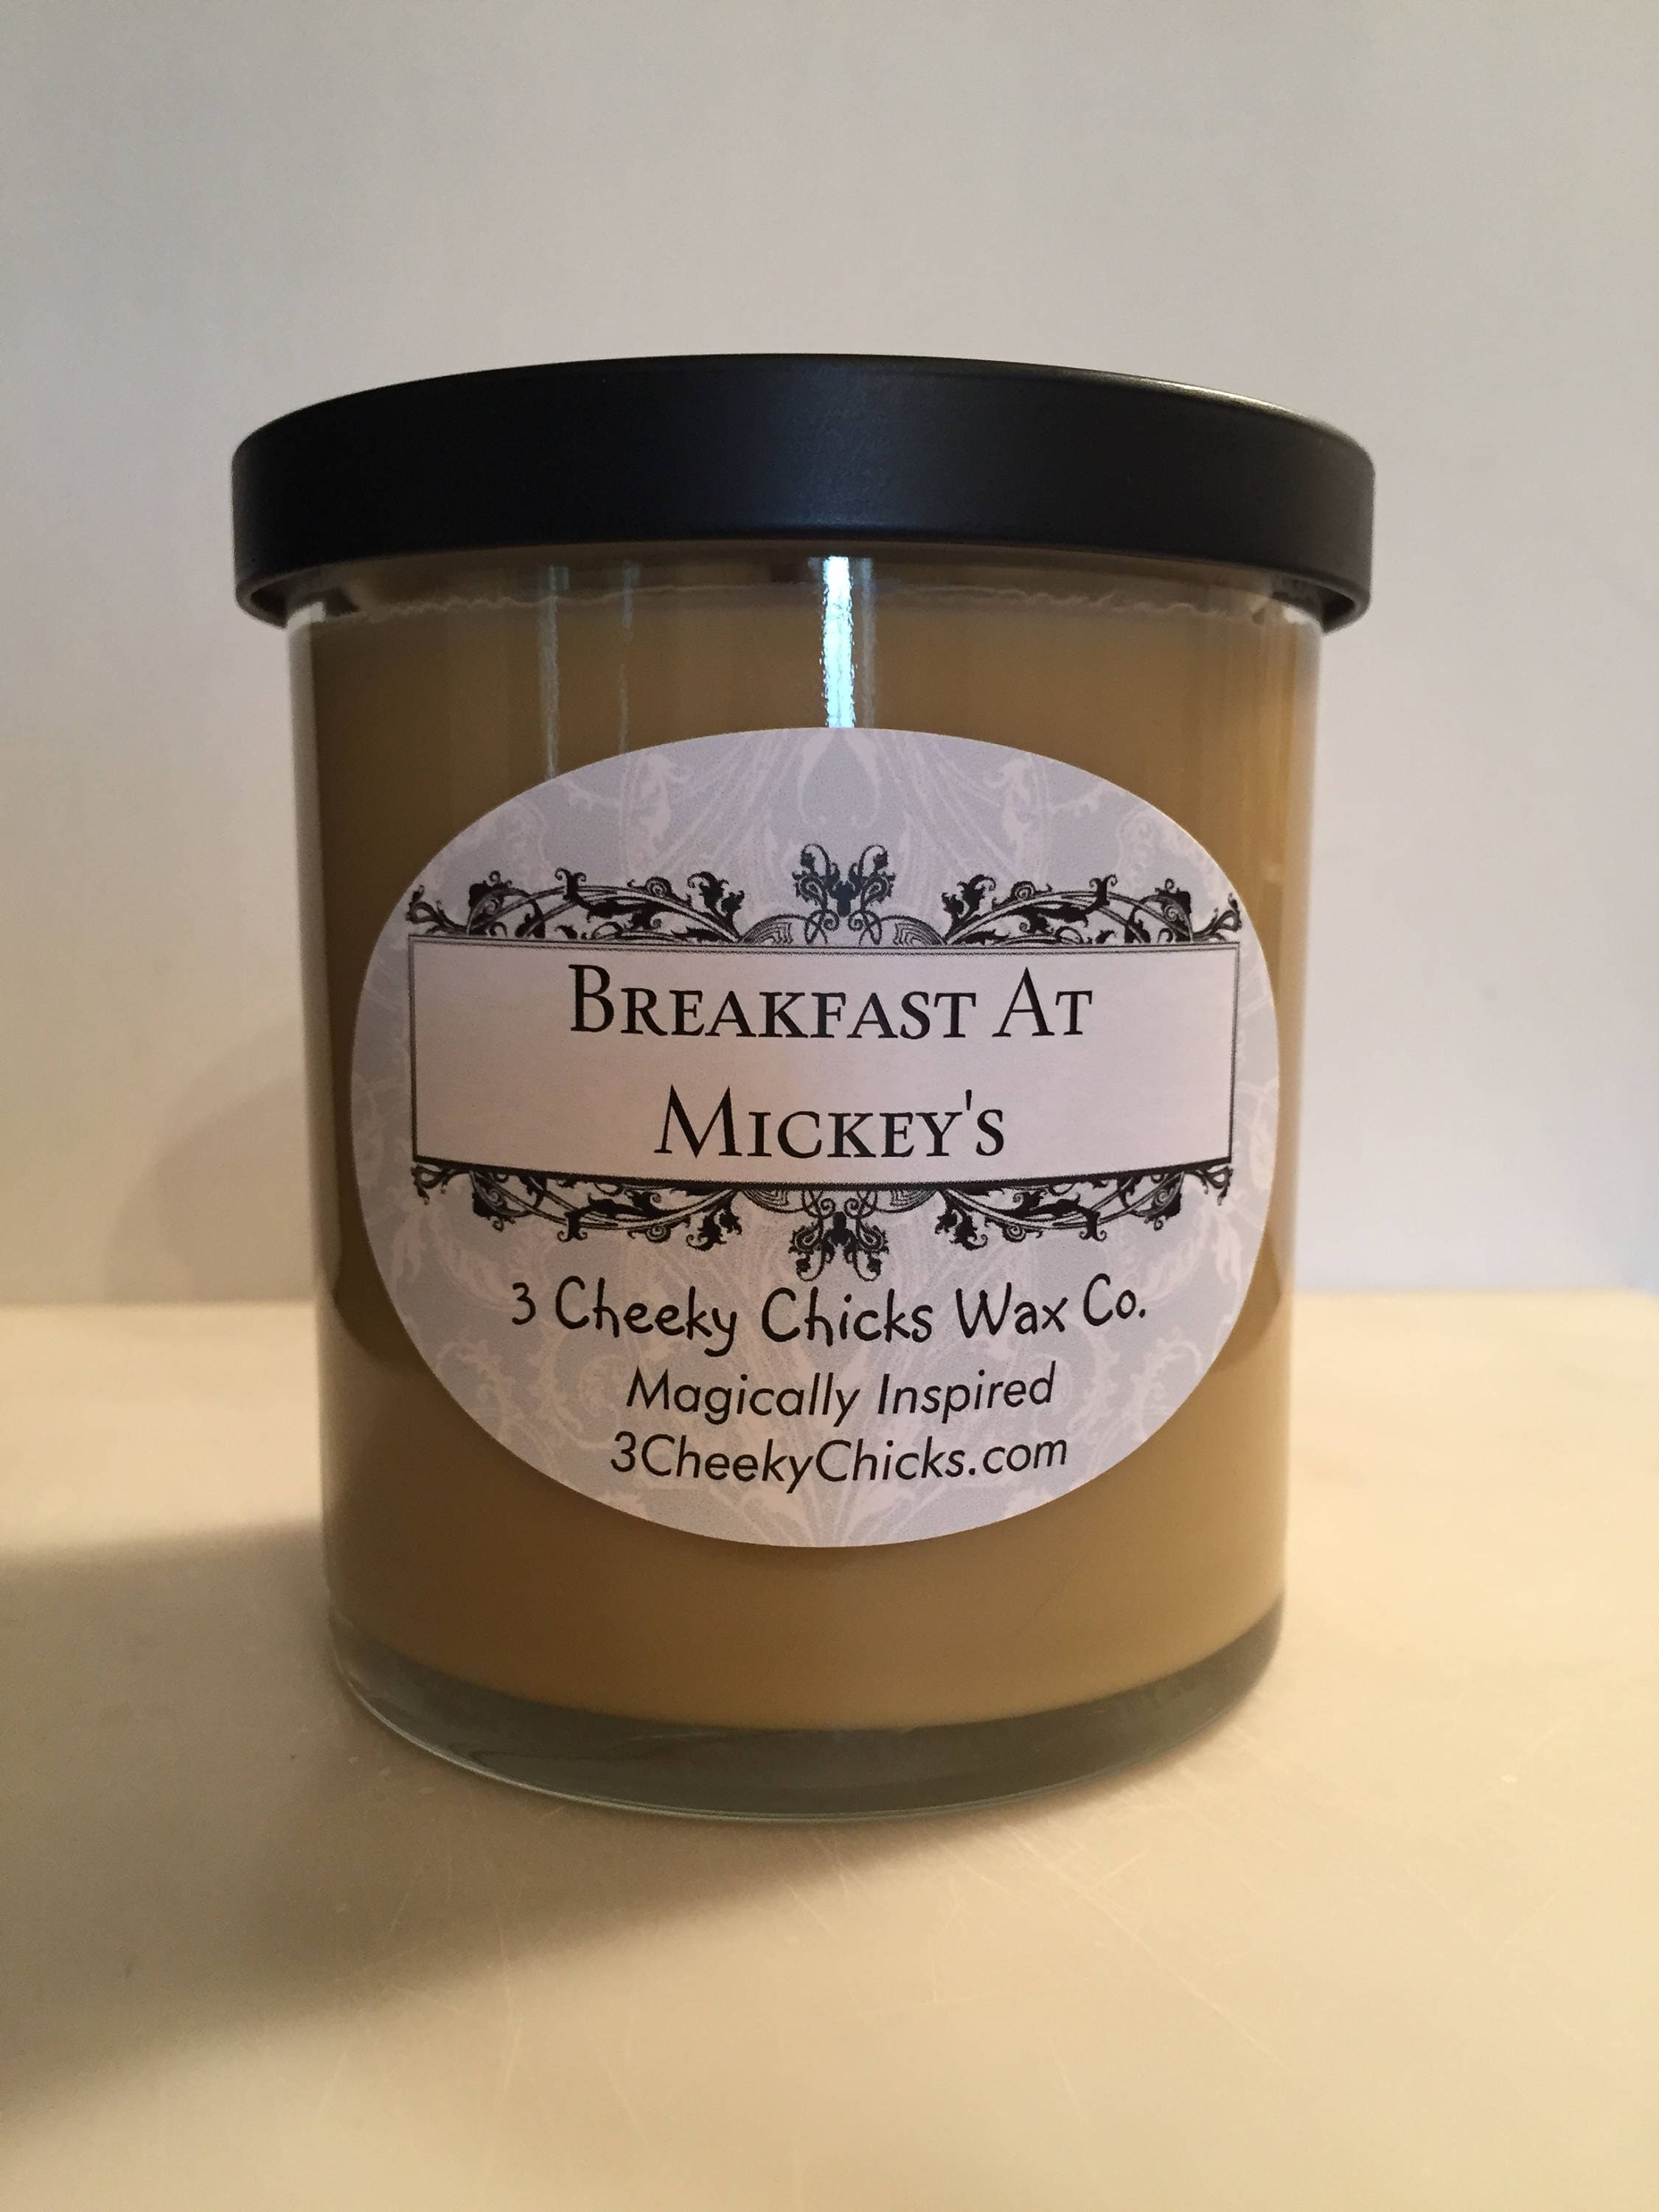 Breakfast At
Mickey's
3 Cheeky Chicks Wax Co.
Magically Inspired
3CheekyChicks.com